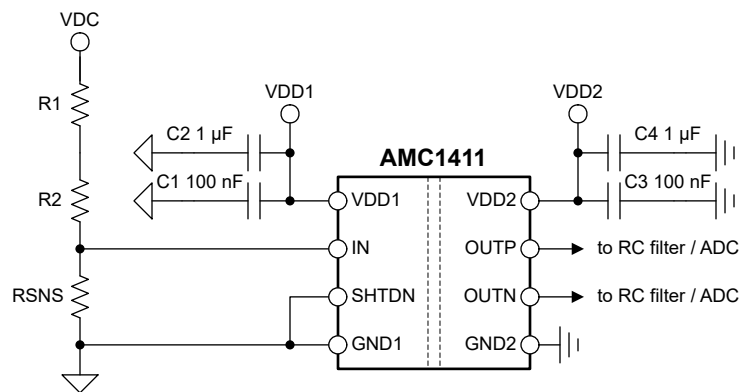 VDC
R1
VDD1
VDD2
C2 1 µF
C4 1 µF
AMC1411
C1 100 nF
C3 100 nF
R2
VDD1
VDD2
IN
OUTP
to RC filter / ADC
RSNS
SHTDN
OUTN
to RC filter / ADC
GND1
GND2